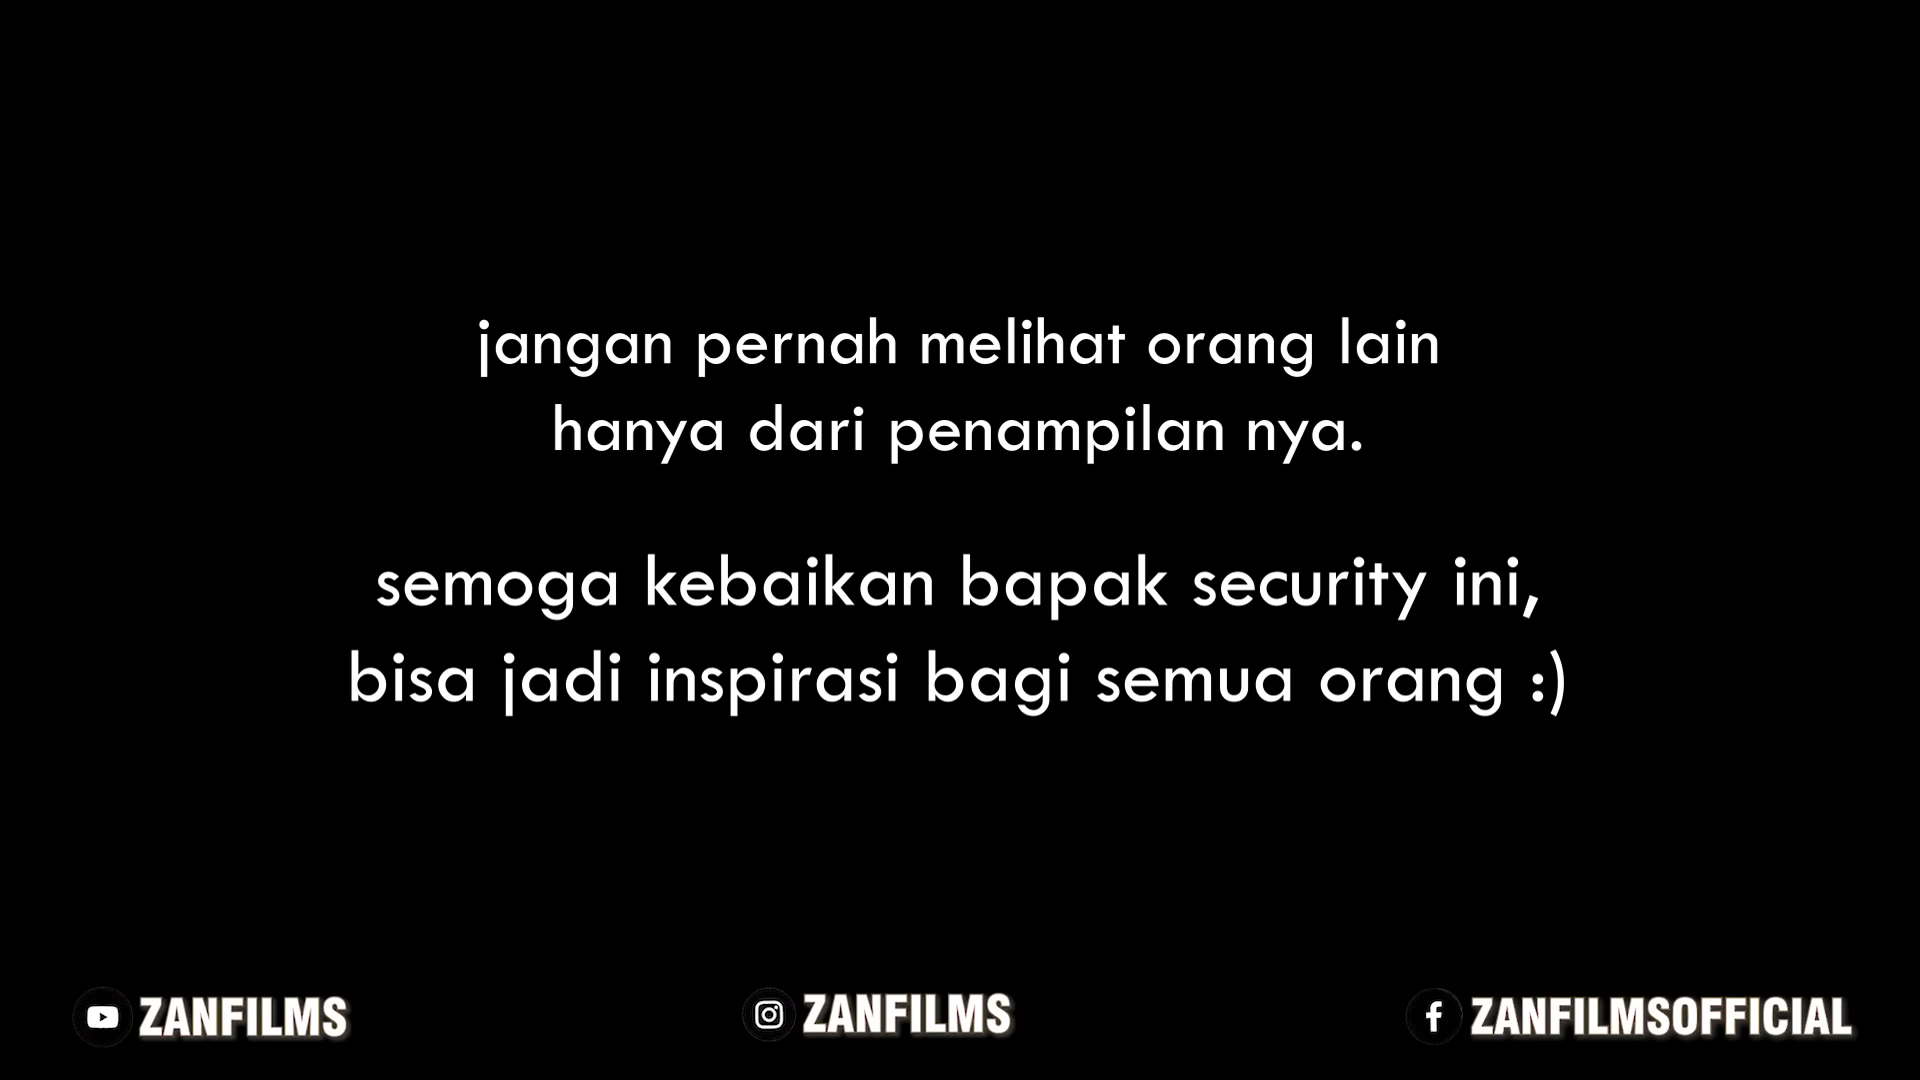 jangan pernah melihat orang lain
hanya dari penampilan nya.
semoga kebaikan bapak security ini,
bisa jadi inspirasi bagi semua orang :)
ZANFILMS
ZANFILMS
ZANFILMSOFFICIAL